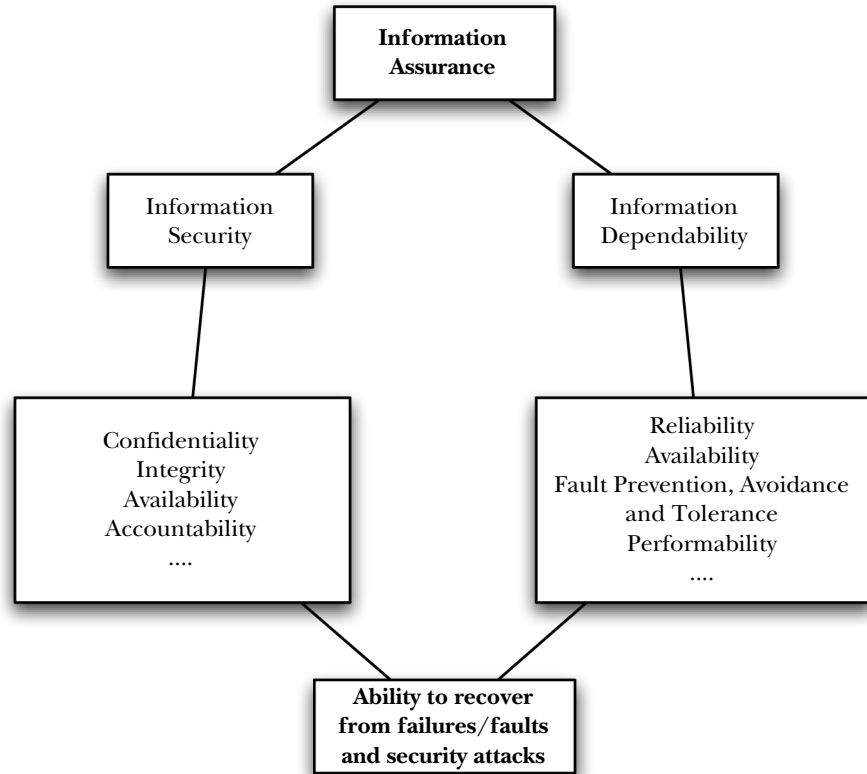 Information
Assurance
Information
Security
Information
Dependability
Confidentiality
Integrity
Availability
Accountability
....
Reliability
Availability
Fault Prevention, Avoidance
and Tolerance
Performability
....
Ability to recover
from failures/faults
and security attacks